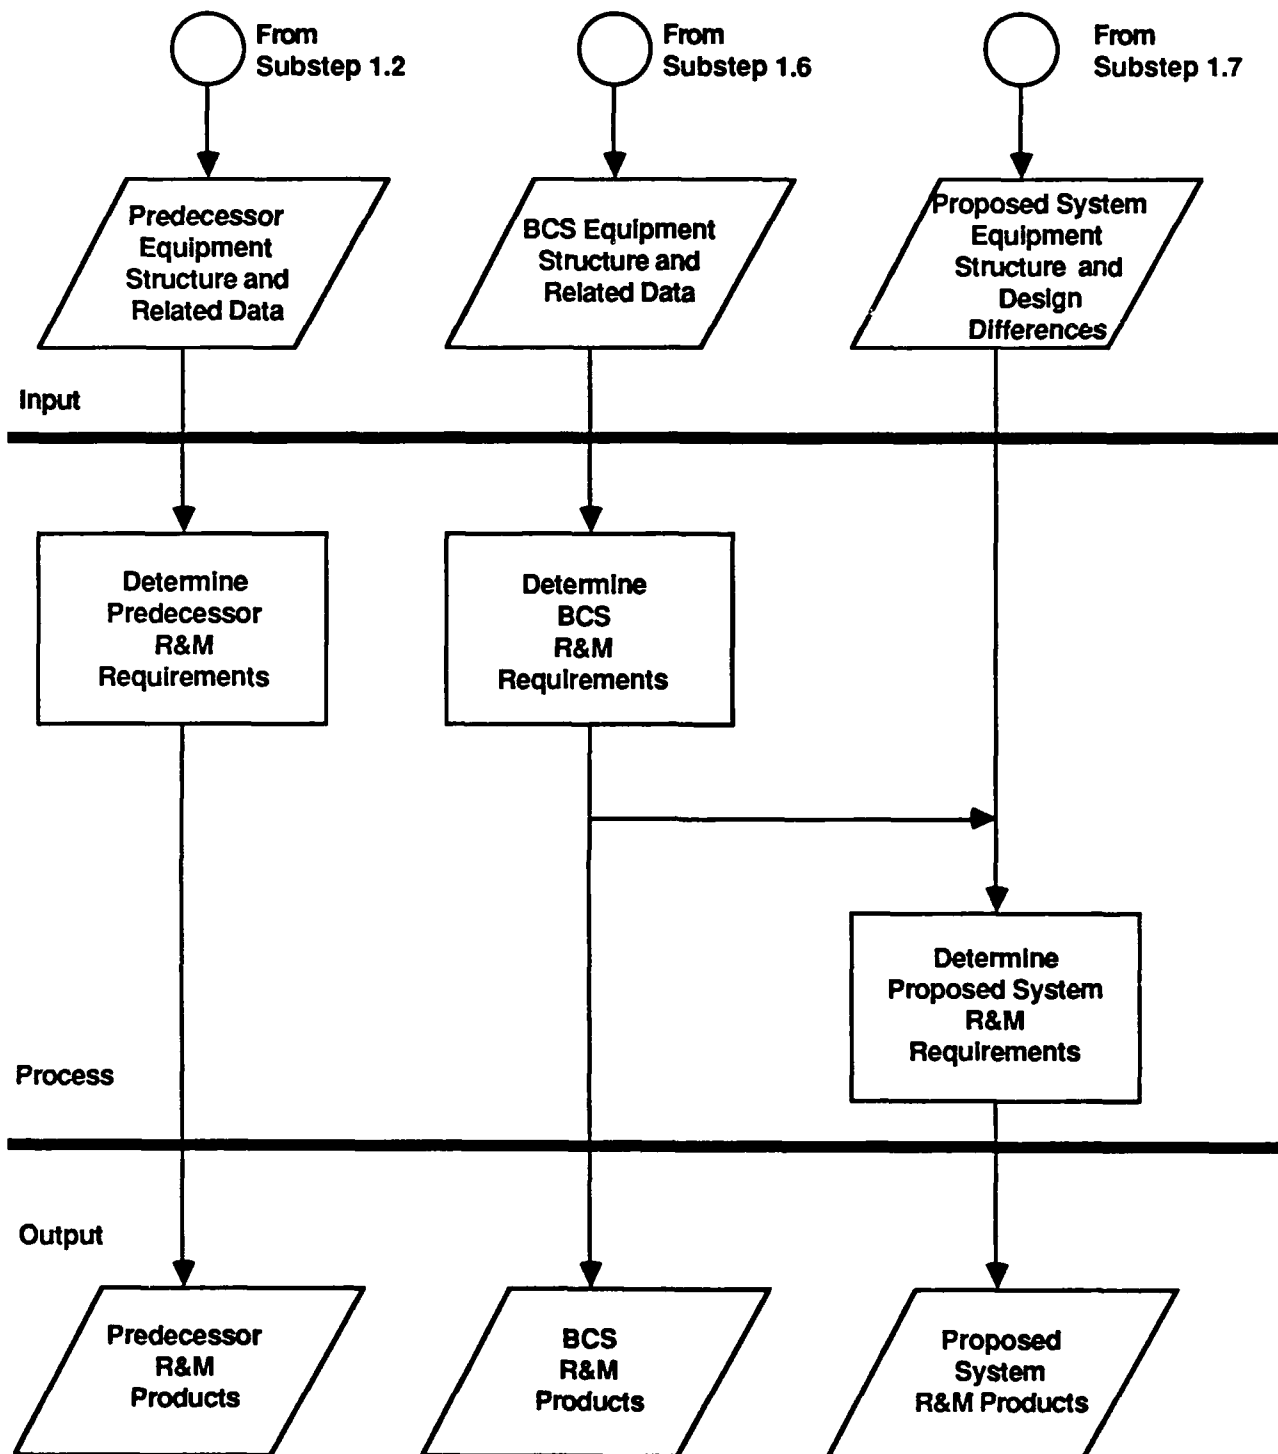 From
Substep 1.2
From
Substep 1.6
From
Substep 1.7
Predecessor
Equipment
Structure and
Related Data
BCS Equipment
Structure and
Related Data
Proposed System
Equipment
Structure and
Design
Differences
Input
Determine
Predecessor
R&M
Requirements
Determine
BCS
R&M
Requirements
Determine
Proposed System
R&M
Requirements
Process
Output
Predecessor
R&M
Products
BCS
R&M
Products
Proposed
System
R&M Products